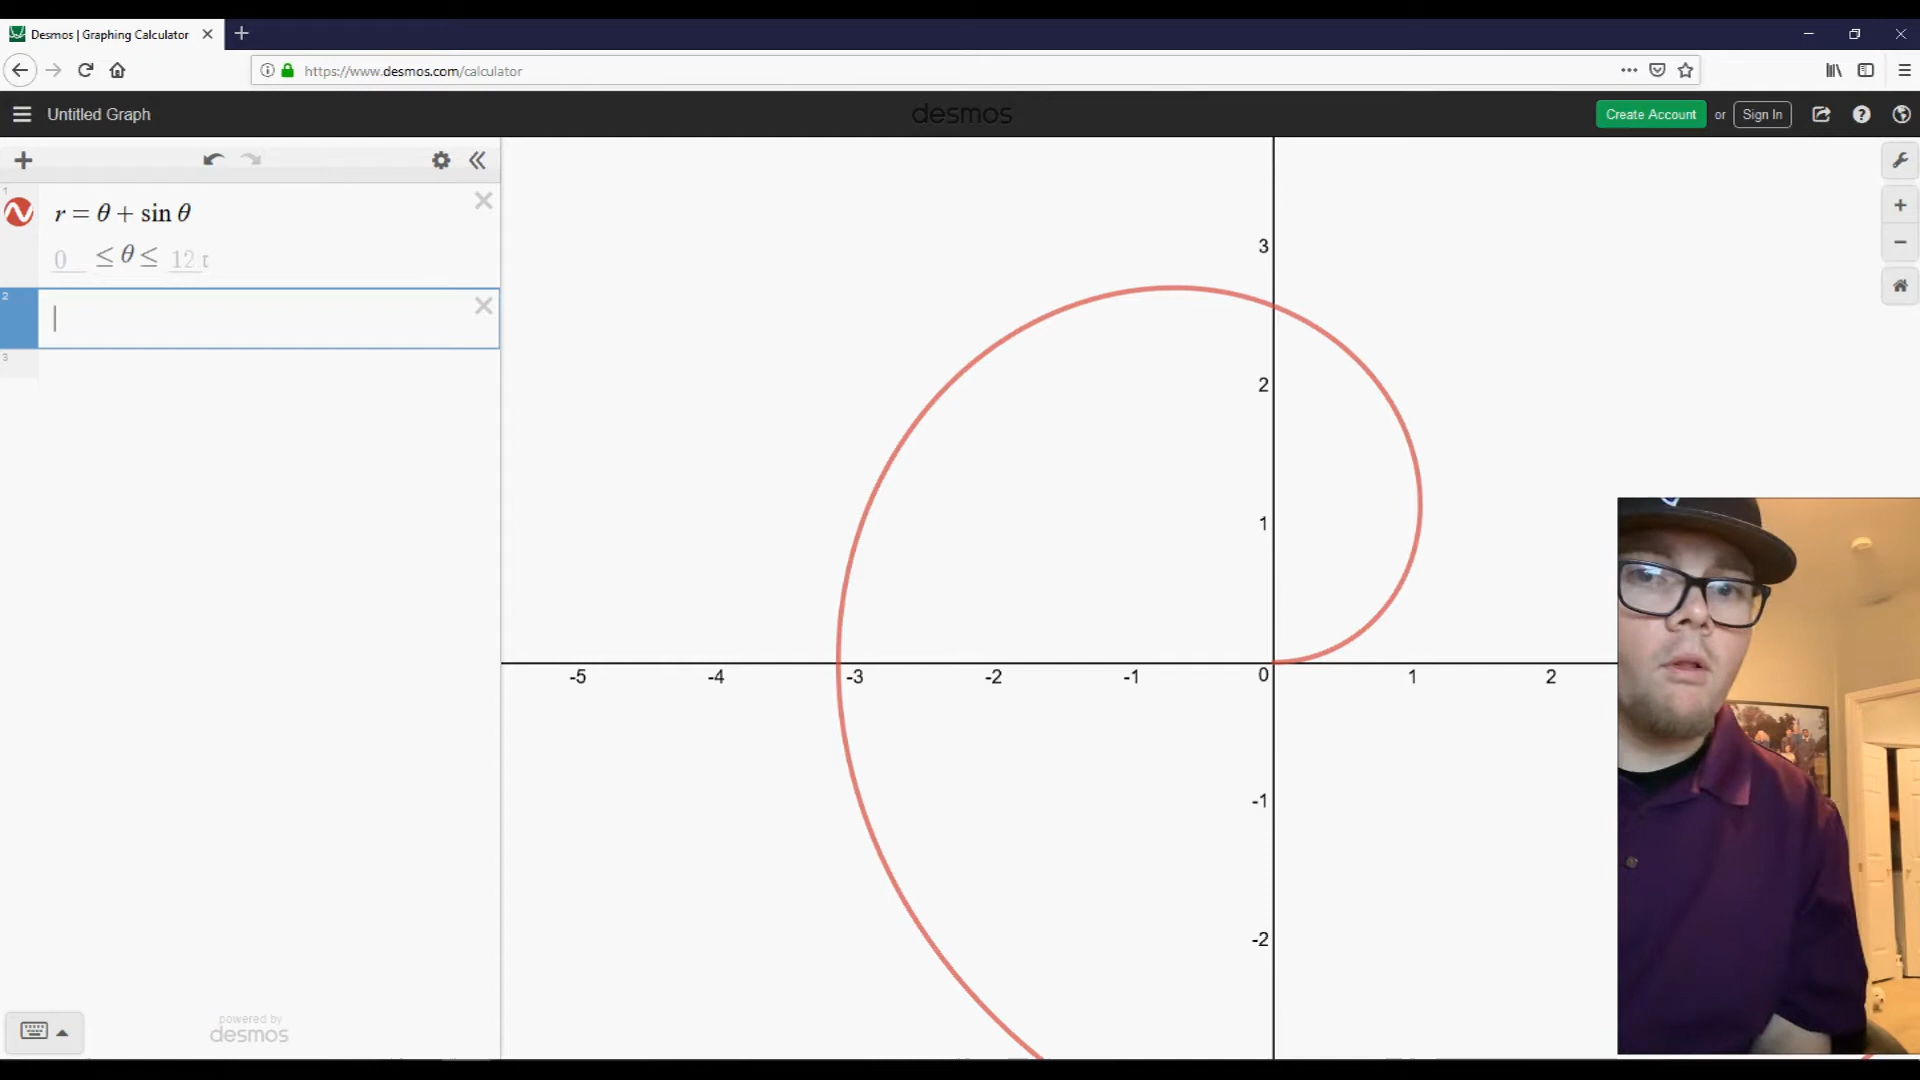 Desmos | Graphing Calculator
https://www.desmos.com/calculator
Untitled Graph
desmos
Create Account or Sign In
1
r = θ + sin θ
0 ≤ θ ≤ 12
2
3
3
2
1
-5 -4 -3 -2 -1 0 1 2
-1
-2
powered by
desmos